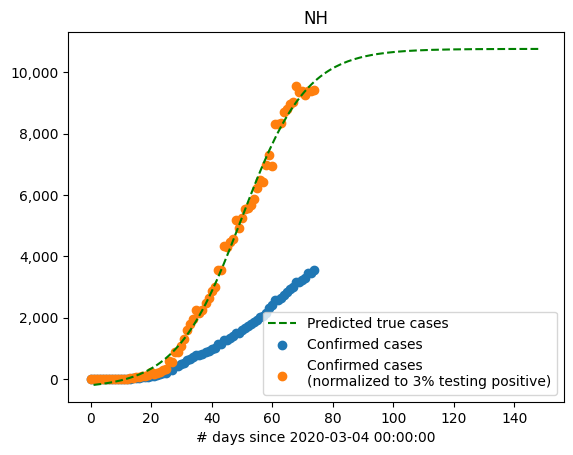 NH
10,000
8,000
6,000
4,000
2,000
0
Predicted true cases
Confirmed cases
Confirmed cases
(normalized to 3% testing positive)
0 20 40 60 80 100 120 140
# days since 2020-03-04 00:00:00